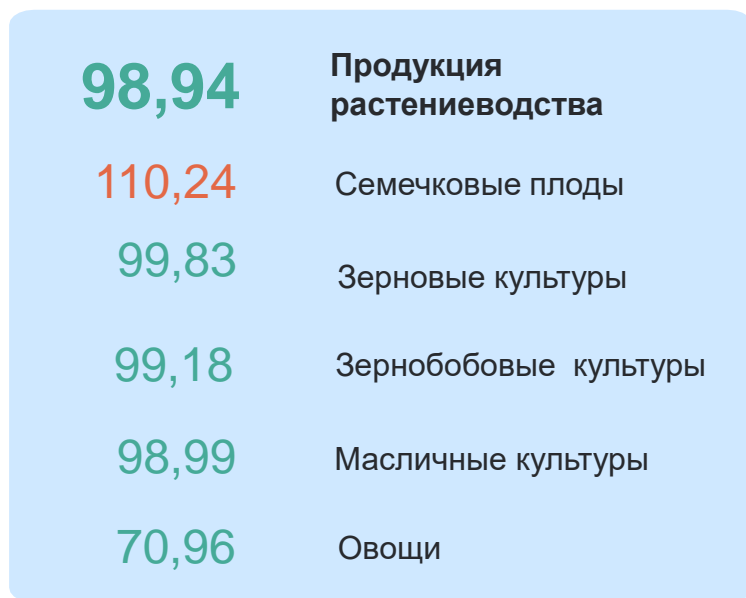 98,94 Продукция
растениеводства
110,24 Семечковые плоды
99,83 Зерновые культуры
99,18 Зернобобовые культуры
98,99 Масличные культуры
70,96 Овощи